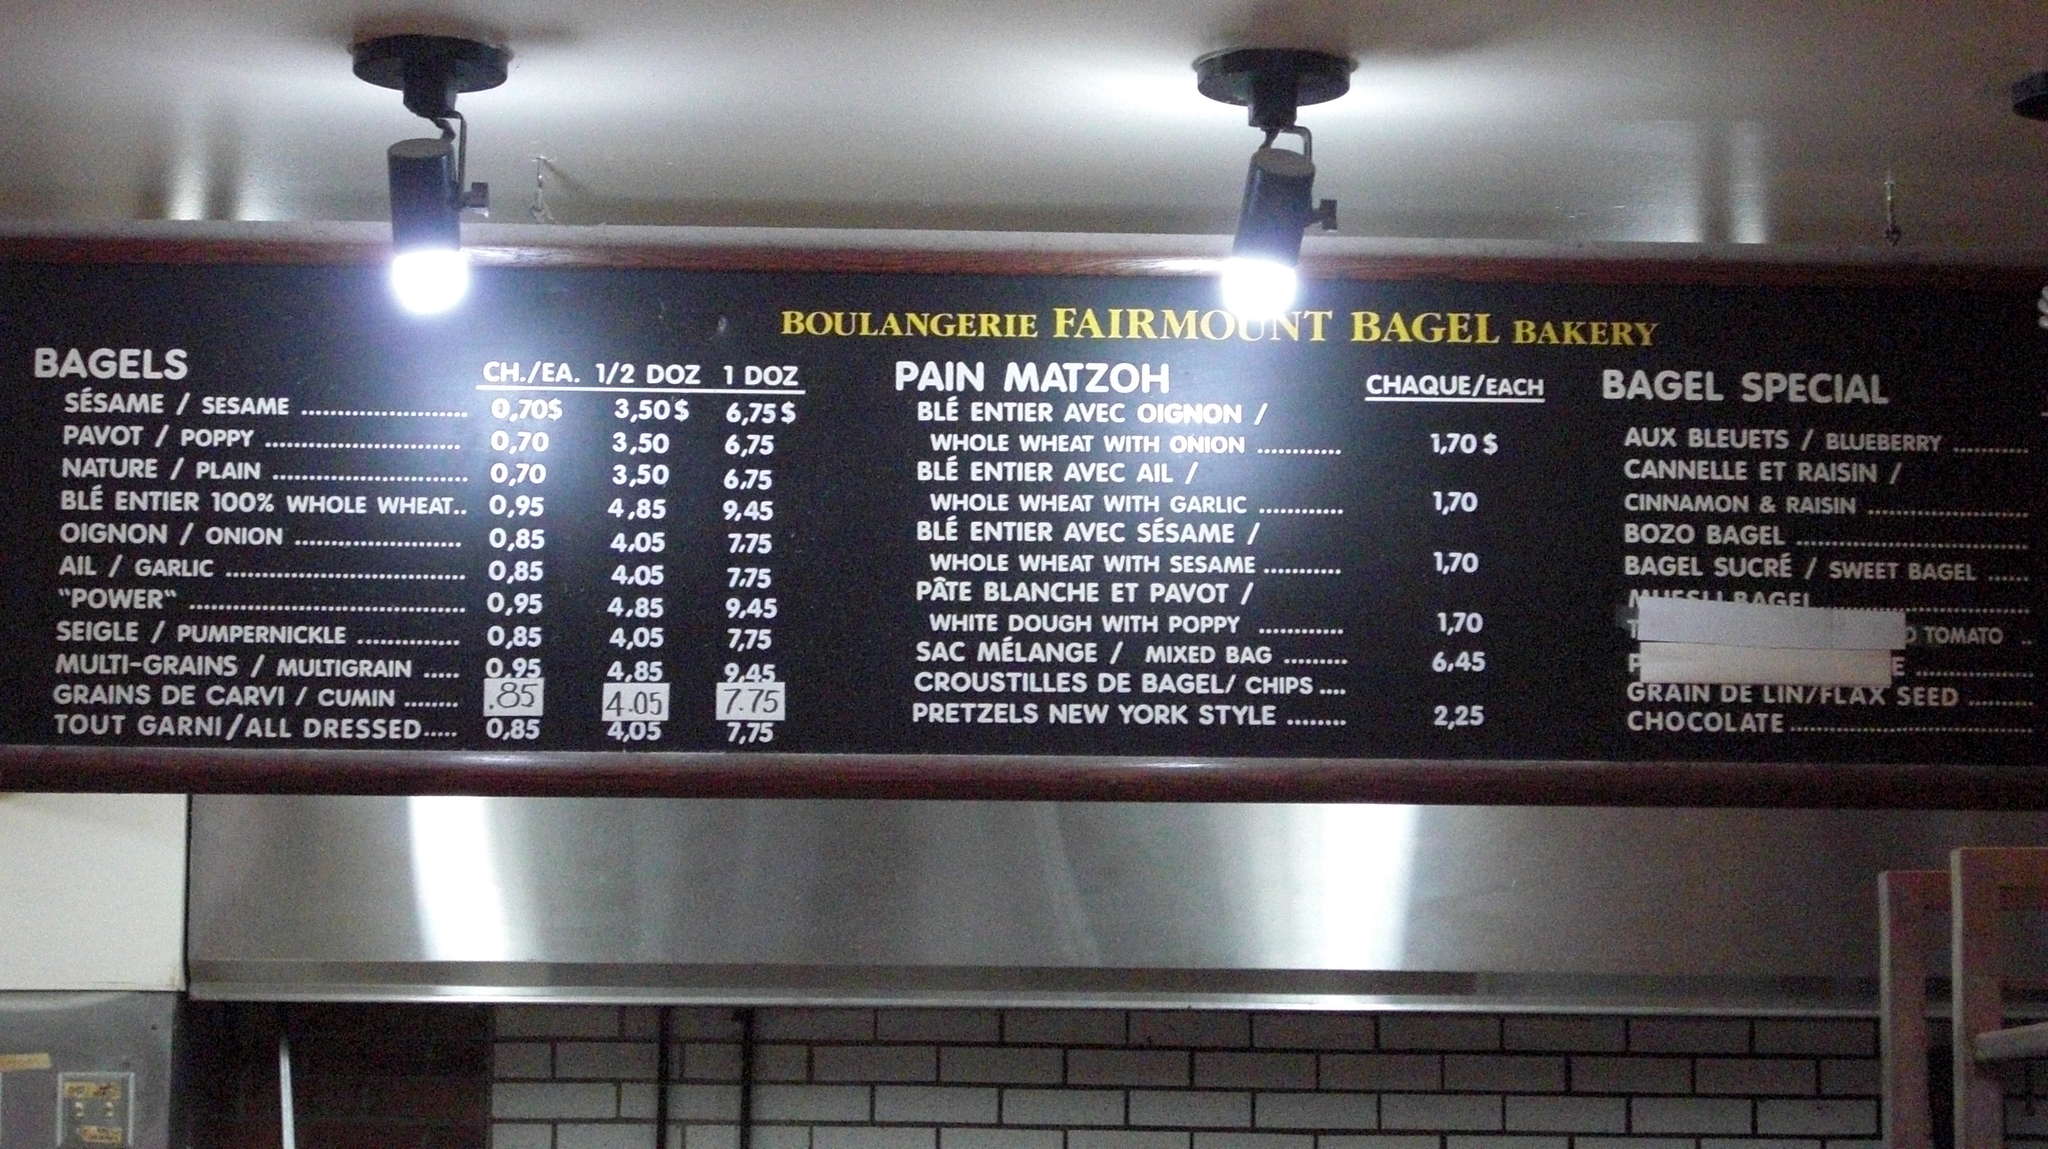 BOULANGERIE FAIRMOUNT BAGEL BAKERY
BAGELS CH./EA. 1/2 DOZ 1 DOZ
SÉSAME / SESAME ........................ 0,70$ 3,50$ 6,75$
PAVOT / POPPY ............................ 0,70 3,50 6,75
NATURE / PLAIN ........................... 0,70 3,50 6,75
BLÉ ENTIER 100% WHOLE WHEAT.. 0,95 4,85 9,45
OIGNON / ONION ........................ 0,85 4,05 7,75
AIL / GARLIC .................................. 0,85 4,05 7,75
"POWER" ....................................... 0,95 4,85 9,45
SEIGLE / PUMPERNICKLE ............... 0,85 4,05 7,75
MULTI-GRAINS / MULTIGRAIN ..... 0,95 4,85 9,45
GRAINS DE CARVI / CUMIN ........ .85 4.05 7.75
TOUT GARNI/ALL DRESSED..... 0,85 4,05 7,75
PAIN MATZOH CHAQUE/EACH
BLÉ ENTIER AVEC OIGNON /
WHOLE WHEAT WITH ONION ............ 1,70 $
BLÉ ENTIER AVEC AIL /
WHOLE WHEAT WITH GARLIC ............ 1,70
BLÉ ENTIER AVEC SÉSAME /
WHOLE WHEAT WITH SESAME ........... 1,70
PÂTE BLANCHE ET PAVOT /
WHITE DOUGH WITH POPPY ............ 1,70
SAC MÉLANGE / MIXED BAG ......... 6,45
CROUSTILLES DE BAGEL/ CHIPS ....
PRETZELS NEW YORK STYLE ........ 2,25
BAGEL SPECIAL
AUX BLEUETS / BLUEBERRY ...........
CANNELLE ET RAISIN /
CINNAMON & RAISIN .......................
BOZO BAGEL ..................................
BAGEL SUCRÉ / SWEET BAGEL ......
MUESLI BAGEL ...............................
TOMATO ..
GRAIN DE LIN/FLAX SEED .........
CHOCOLATE ...................................